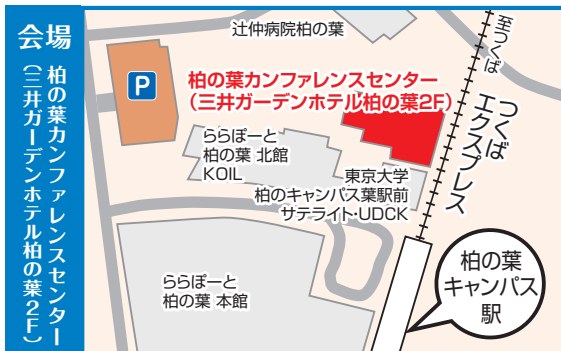 会場
柏の葉カンファレンスセンター
(三井ガーデンホテル柏の葉2F)
辻仲病院柏の葉
至つくば
P
柏の葉カンファレンスセンター
(三井ガーデンホテル柏の葉2F)
つくば
エクスプレス
ららぽーと
柏の葉 北館
KOIL
東京大学
柏のキャンパス葉駅前
サテライト・UDCK
ららぽーと
柏の葉 本館
柏の葉
キャンパス
駅